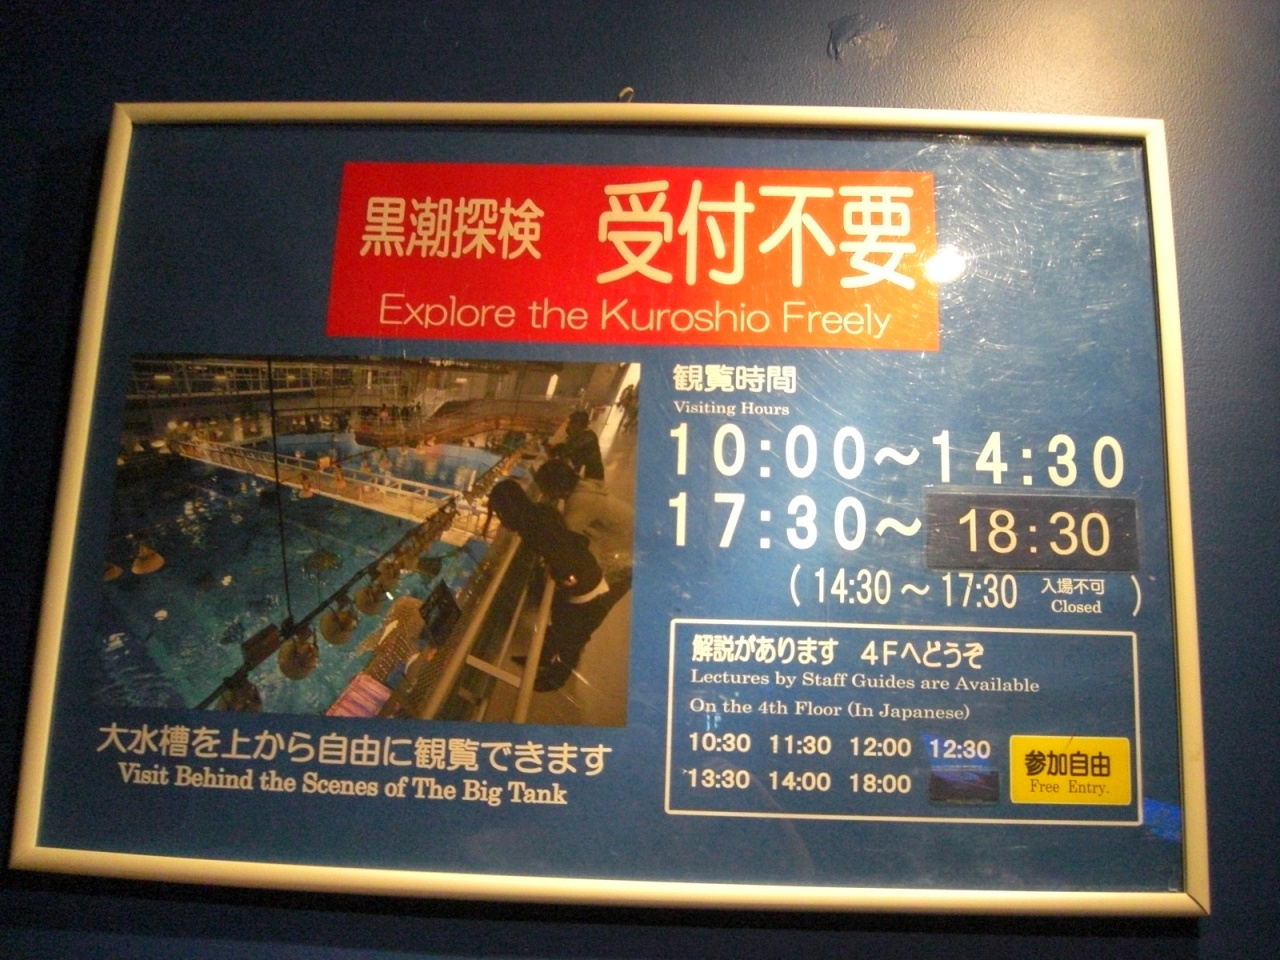 黒潮探検 受付不要
Explore the Kuroshio Freely
観覧時間
Visiting Hours
10:00～14:30
17:30～18:30
(14:30～17:30 入場不可 Closed)
解説があります 4Fへどうぞ
Lectures by Staff Guides are Available
On the 4th Floor (In Japanese)
10:30 11:30 12:00 12:30
13:30 14:00 18:00
参加自由
Free Entry.
大水槽を上から自由に観覧できます
Visit Behind the Scenes of The Big Tank